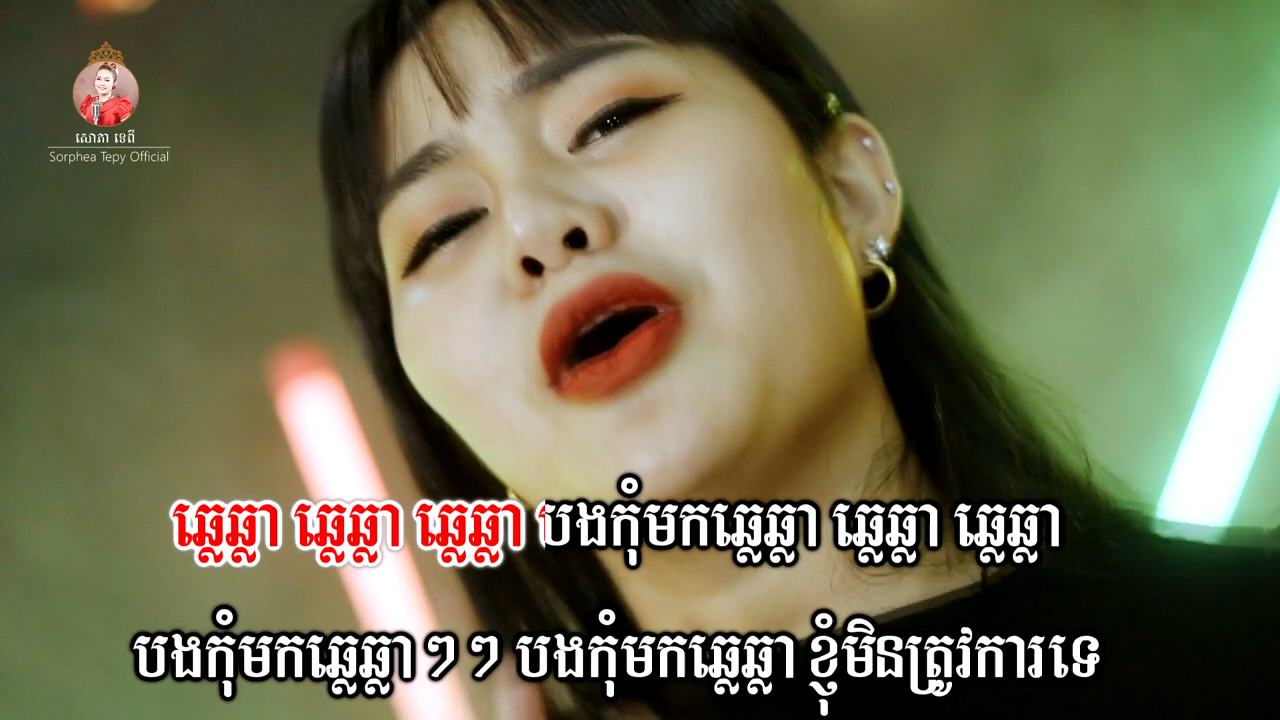 សោភា ទេពី
Sorphea Tepy Official
ឆ្លេឆ្លា ឆ្លេឆ្លា ឆ្លេឆ្លា បងកុំមកឆ្លេឆ្លា ឆ្លេឆ្លា ឆ្លេឆ្លា
បងកុំមកឆ្លេឆ្លា ៗ ៗ បងកុំមកឆ្លេឆ្លា ខ្ញុំមិនត្រូវការទេ